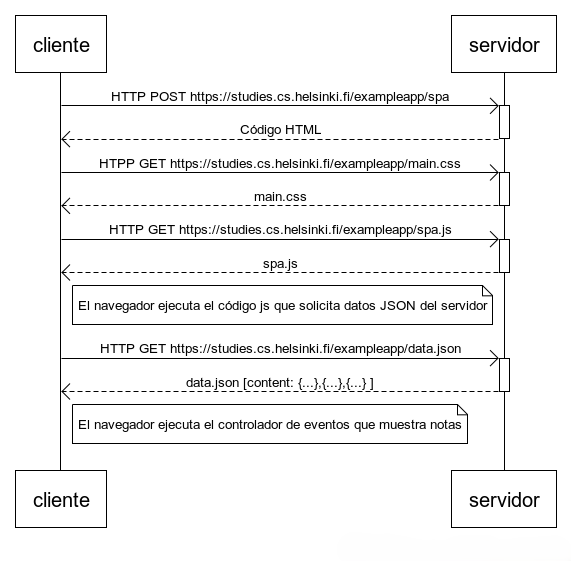 cliente
servidor
HTTP POST https://studies.cs.helsinki.fi/exampleapp/spa
Código HTML
HTPP GET https://studies.cs.helsinki.fi/exampleapp/main.css
main.css
HTTP GET https://studies.cs.helsinki.fi/exampleapp/spa.js
spa.js
El navegador ejecuta el código js que solicita datos JSON del servidor
HTTP GET https://studies.cs.helsinki.fi/exampleapp/data.json
data.json [content: {...},{...},{...} ]
El navegador ejecuta el controlador de eventos que muestra notas
cliente
servidor